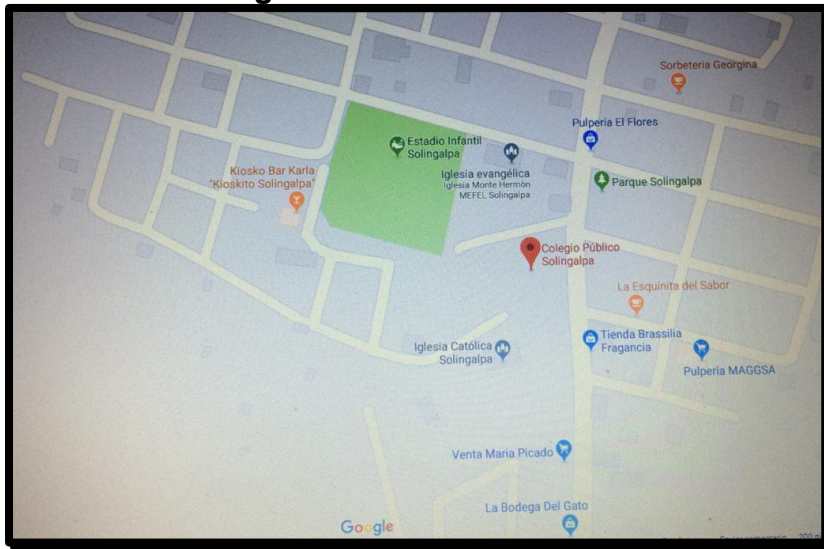 Sorbeteria Georgina
Pulperia El Flores
Estadio Infantil
Solingalpa
Iglesia evangélica
Iglesia Monte Hermón
MEFEL Solingalpa
Kiosko Bar Karla
"Kioskito Solingalpa"
Parque Solingalpa
Colegio Público
Solingalpa
La Esquinita del Sabor
Tienda Brassilia
Fragancia
Iglesia Católica
Solingalpa
Pulperia MAGGSA
Venta Maria Picado
La Bodega Del Gato
Google